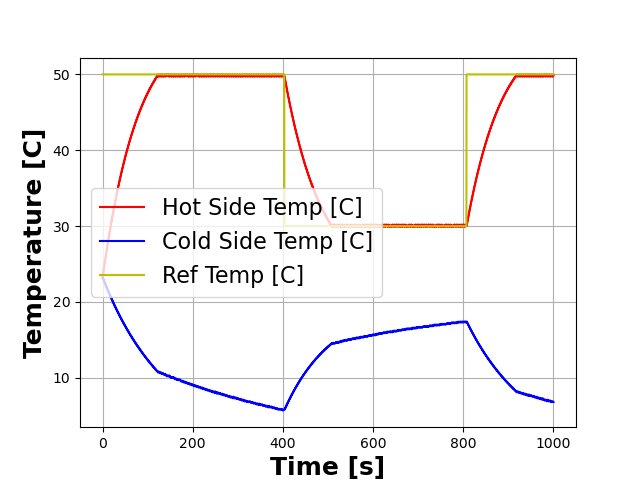 50
40
30
20
10
Temperature [C]
Hot Side Temp [C]
Cold Side Temp [C]
Ref Temp [C]
0 200 400 600 800 1000
Time [s]